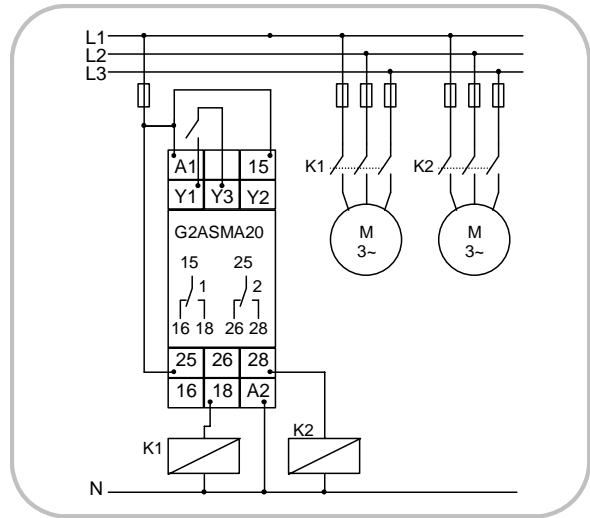 L1
L2
L3
A1 15
Y1 Y3 Y2
G2ASMA20
15 25
1 2
16 18 26 28
25 26 28
16 18 A2
K1 K2
M
3~
M
3~
K1 K2
N